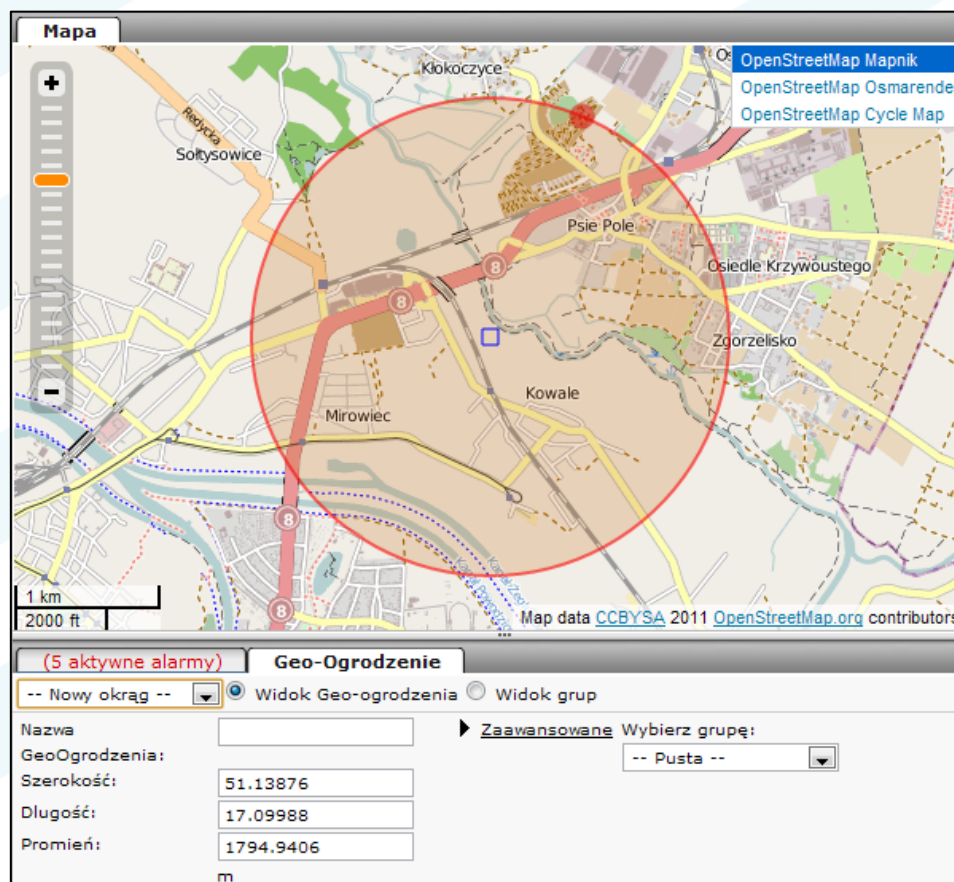 Mapa
OpenStreetMap Mapnik
OpenStreetMap Osmarende
OpenStreetMap Cycle Map
Kłokoczyce
Redycka
Sołtysowice
Psie Pole
8
Osiedle Krzywoustego
8
Zgorzelisko
Kowale
Mirowiec
8
8
1 km
2000 ft
Map data CCBYSA 2011 OpenStreetMap.org contributors
(5 aktywne alarmy) Geo-Ogrodzenie
-- Nowy okrąg -- Widok Geo-ogrodzenia Widok grup
Nazwa
GeoOgrodzenia:
Zaawansowane Wybierz grupę:
-- Pusta --
Szerokość: 51.13876
Dlugość: 17.09988
Promień: 1794.9406
m